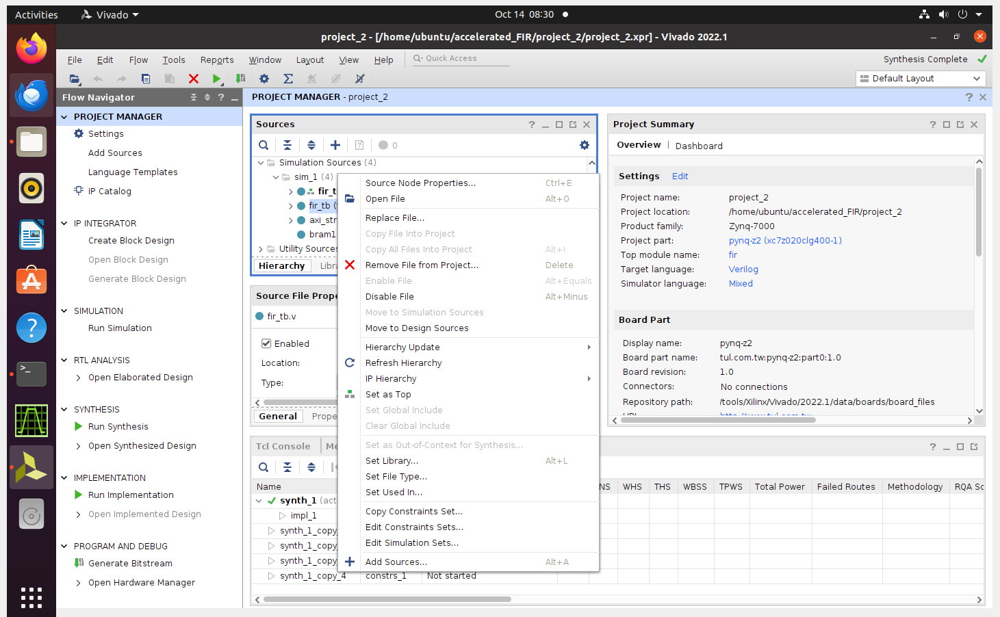 Activities
Vivado
Oct 14 08:30
project_2 - [/home/ubuntu/accelerated_FIR/project_2/project_2.xpr] - Vivado 2022.1
File Edit Flow Tools Reports Window Layout View Help
Quick Access
Synthesis Complete
Default Layout
Flow Navigator
PROJECT MANAGER
Settings
Add Sources
Language Templates
IP Catalog
IP INTEGRATOR
Create Block Design
Open Block Design
Generate Block Design
SIMULATION
Run Simulation
RTL ANALYSIS
Open Elaborated Design
SYNTHESIS
Run Synthesis
Open Synthesized Design
IMPLEMENTATION
Run Implementation
Open Implemented Design
PROGRAM AND DEBUG
Generate Bitstream
Open Hardware Manager
PROJECT MANAGER - project_2
Sources
0
Simulation Sources (4)
sim_1 (4)
fir_t
fir_tb (
axi_str
bram1
Utility Sources
Hierarchy Libra
Source File Prope
fir_tb.v
Enabled
Location:
Type:
General Prope
Source Node Properties... Ctrl+E
Open File Alt+O
Replace File...
Copy File Into Project
Copy All Files Into Project Alt+I
Remove File from Project... Delete
Enable File Alt+Equals
Disable File Alt+Minus
Move to Simulation Sources
Move to Design Sources
Hierarchy Update
Refresh Hierarchy
IP Hierarchy
Set as Top
Set Global Include
Clear Global Include
Set as Out-of-Context for Synthesis...
Set Library... Alt+L
Set File Type...
Set Used In...
Copy Constraints Set...
Edit Constraints Sets...
Edit Simulation Sets...
Add Sources... Alt+A
Project Summary
Overview | Dashboard
Settings Edit
Project name: project_2
Project location: /home/ubuntu/accelerated_FIR/project_2
Product family: Zynq-7000
Project part: pynq-z2 (xc7z020clg400-1)
Top module name: fir
Target language: Verilog
Simulator language: Mixed
Board Part
Display name: pynq-z2
Board part name: tul.com.tw:pynq-z2:part0:1.0
Board revision: 1.0
Connectors: No connections
Repository path: /tools/Xilinx/Vivado/2022.1/data/boards/board_files
Tcl Console Me
Name NS WHS THS WBSS TPWS Total Power Failed Routes Methodology RQA Sc
synth_1 (act
impl_1
synth_1_copy_
synth_1_copy_
synth_1_copy_
synth_1_copy_4 constrs_1 Not started